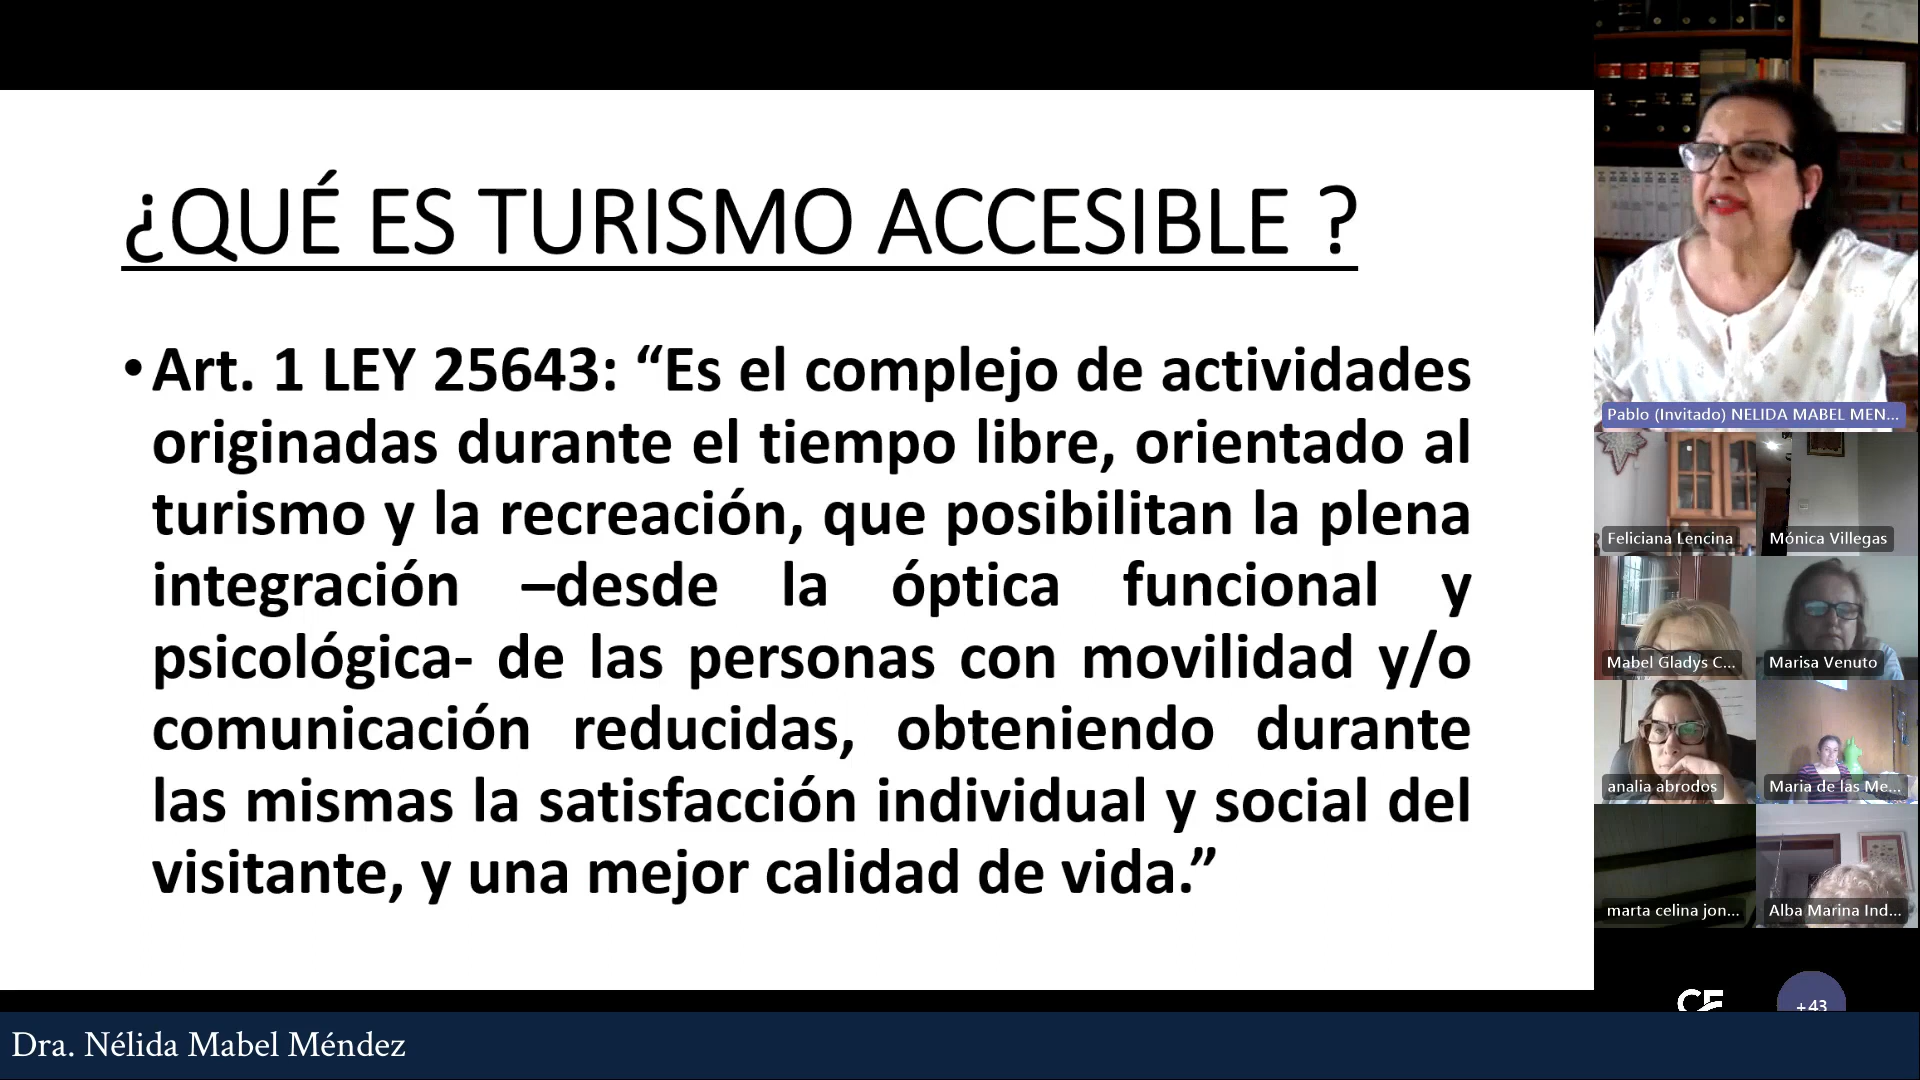 ¿QUÉ ES TURISMO ACCESIBLE ?
• Art. 1 LEY 25643: “Es el complejo de actividades
originadas durante el tiempo libre, orientado al
turismo y la recreación, que posibilitan la plena
integración –desde la óptica funcional y
psicológica- de las personas con movilidad y/o
comunicación reducidas, obteniendo durante
las mismas la satisfacción individual y social del
visitante, y una mejor calidad de vida.”
Pablo (Invitado) NELIDA MABEL MEN...
Feliciana Lencina
Mónica Villegas
Mabel Gladys C...
Marisa Venuto
analia abrodos
Maria de las Me...
marta celina jon...
Alba Marina Ind...
+43
Dra. Nélida Mabel Méndez